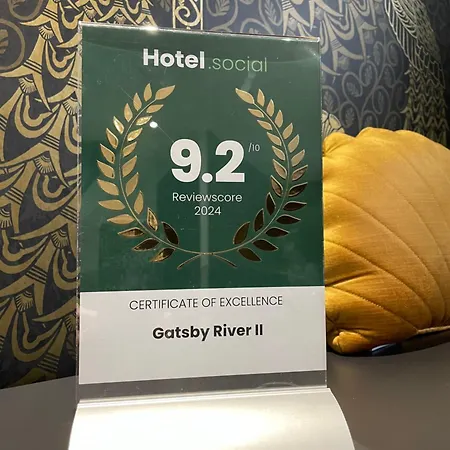 Hotel.social
9.2/10
Reviewscore
2024
CERTIFICATE OF EXCELLENCE
Gatsby River II